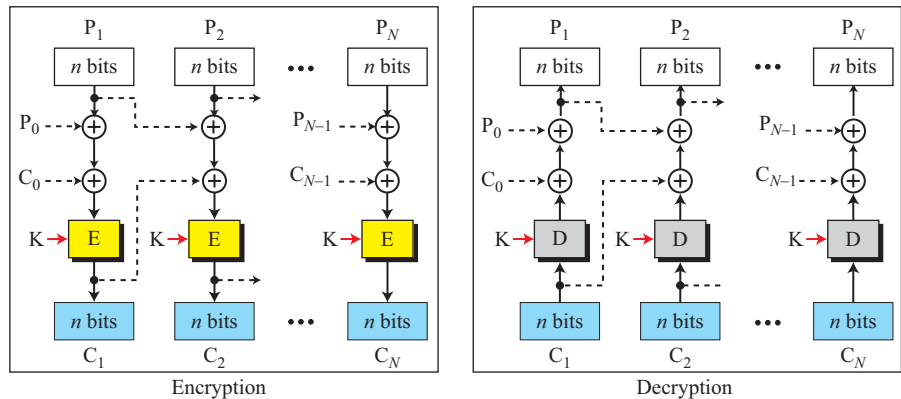 P1 P2 PN
n bits n bits ••• n bits
P0 PN–1
C0 CN–1
K E K E K E
n bits n bits ••• n bits
C1 C2 CN
Encryption
P1 P2 PN
n bits n bits ••• n bits
P0 PN–1
C0 CN–1
K D K D K D
n bits n bits ••• n bits
C1 C2 CN
Decryption